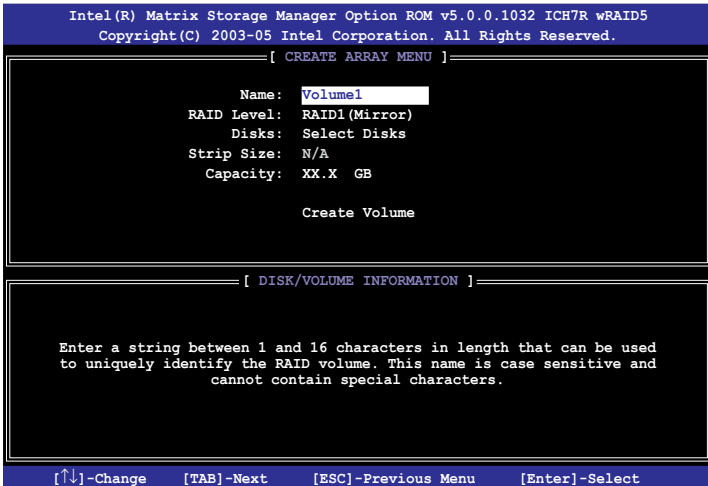 Intel(R) Matrix Storage Manager Option ROM v5.0.0.1032 ICH7R wRAID5
Copyright(C) 2003-05 Intel Corporation. All Rights Reserved.
[ CREATE ARRAY MENU ]
Name: Volume1
RAID Level: RAID1(Mirror)
Disks: Select Disks
Strip Size: N/A
Capacity: XX.X GB
Create Volume
[ DISK/VOLUME INFORMATION ]
Enter a string between 1 and 16 characters in length that can be used
to uniquely identify the RAID volume. This name is case sensitive and
cannot contain special characters.
[↑↓]-Change [TAB]-Next [ESC]-Previous Menu [Enter]-Select